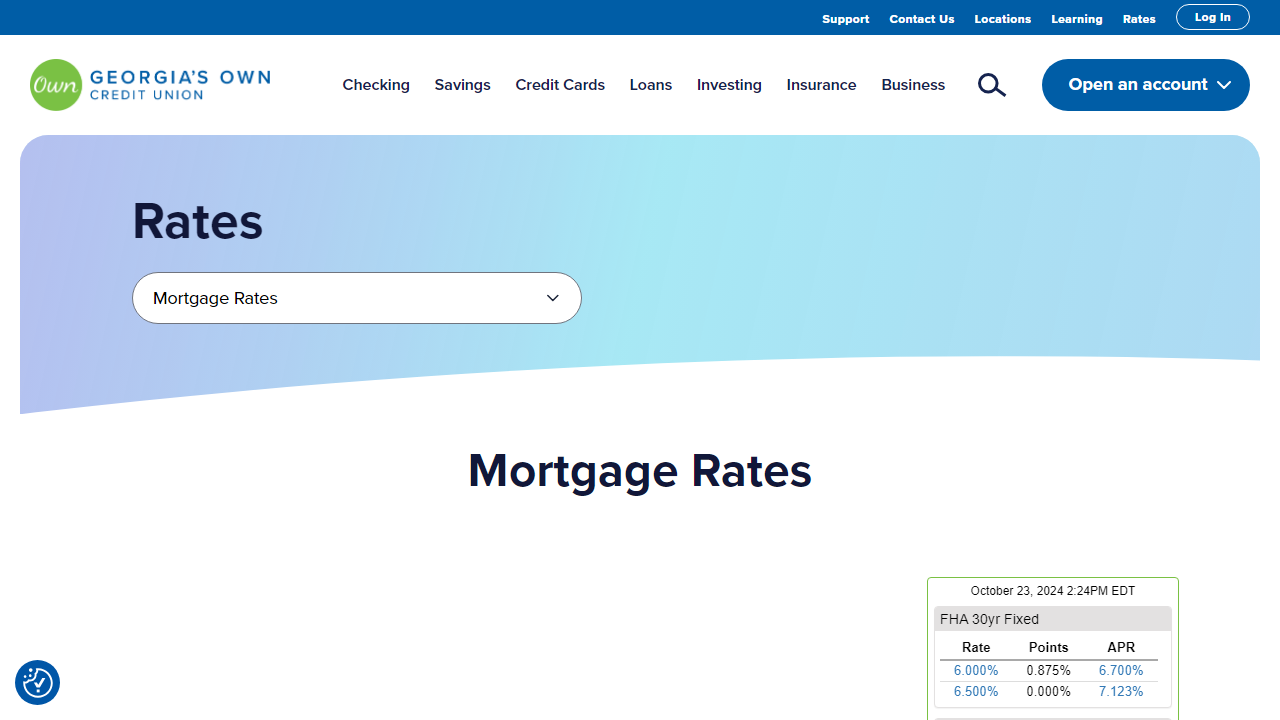 Support Contact Us Locations Learning Rates Log In
Own GEORGIA'S OWN
CREDIT UNION
Checking Savings Credit Cards Loans Investing Insurance Business Open an account
Rates
Mortgage Rates
Mortgage Rates
October 23, 2024 2:24PM EDT
FHA 30yr Fixed
Rate Points APR
6.000% 0.875% 6.700%
6.500% 0.000% 7.123%